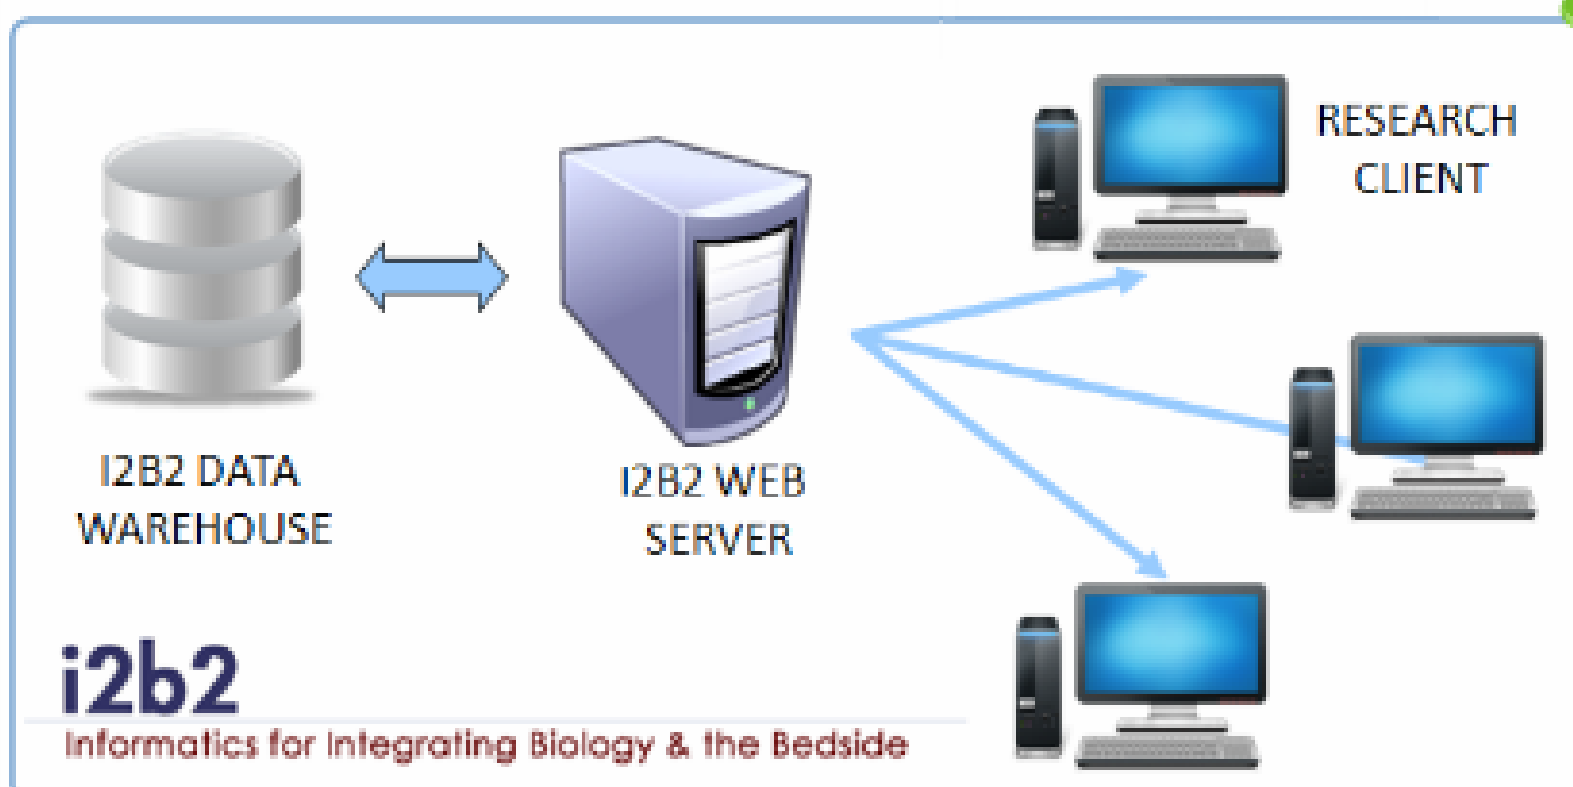 RESEARCH
CLIENT
I2B2 DATA
WAREHOUSE
I2B2 WEB
SERVER
i2b2
Informatics for Integrating Biology & the Bedside